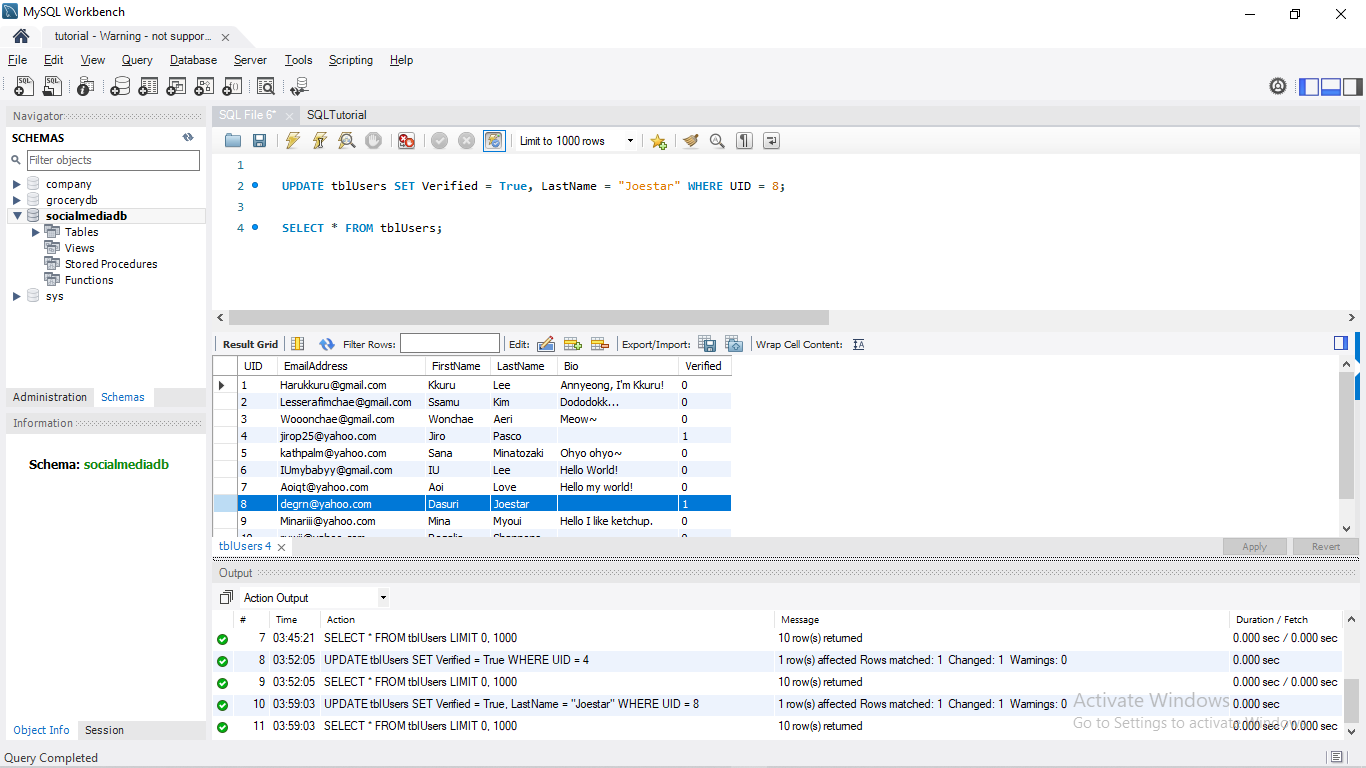 MySQL Workbench
tutorial - Warning - not suppor...
File Edit View Query Database Server Tools Scripting Help
Navigator
SCHEMAS
Filter objects
company
grocerydb
socialmediadb
Tables
Views
Stored Procedures
Functions
sys
Administration Schemas
Information
Schema: socialmediadb
Object Info Session
SQL File 6* SQLTutorial
Limit to 1000 rows
1
2 UPDATE tblUsers SET Verified = True, LastName = "Joestar" WHERE UID = 8;
3
4 SELECT * FROM tblUsers;
Result Grid Filter Rows: Edit: Export/Import: Wrap Cell Content:
UID EmailAddress FirstName LastName Bio Verified
1 Harukkuru@gmail.com Kkuru Lee Annyeong, I'm Kkuru! 0
2 Lesserafimchae@gmail.com Ssamu Kim Dododokk... 0
3 Wooonchae@gmail.com Wonchae Aeri Meow~ 0
4 jirop25@yahoo.com Jiro Pasco 1
5 kathpalm@yahoo.com Sana Minatozaki Ohyo ohyo~ 0
6 IUmybabyy@gmail.com IU Lee Hello World! 0
7 Aoiqt@yahoo.com Aoi Love Hello my world! 0
8 degrn@yahoo.com Dasuri Joestar 1
9 Minariii@yahoo.com Mina Myoui Hello I like ketchup. 0
tblUsers 4 Apply Revert
Output
Action Output
# Time Action Message Duration / Fetch
7 03:45:21 SELECT * FROM tblUsers LIMIT 0, 1000 10 row(s) returned 0.000 sec / 0.000 sec
8 03:52:05 UPDATE tblUsers SET Verified = True WHERE UID = 4 1 row(s) affected Rows matched: 1 Changed: 1 Warnings: 0 0.000 sec
9 03:52:05 SELECT * FROM tblUsers LIMIT 0, 1000 10 row(s) returned 0.000 sec / 0.000 sec
10 03:59:03 UPDATE tblUsers SET Verified = True, LastName = "Joestar" WHERE UID = 8 1 row(s) affected Rows matched: 1 Changed: 1 Warnings: 0 0.000 sec
11 03:59:03 SELECT * FROM tblUsers LIMIT 0, 1000 10 row(s) returned 0.000 sec / 0.000 sec
Activate Windows
Go to Settings to activate Windows.
Query Completed